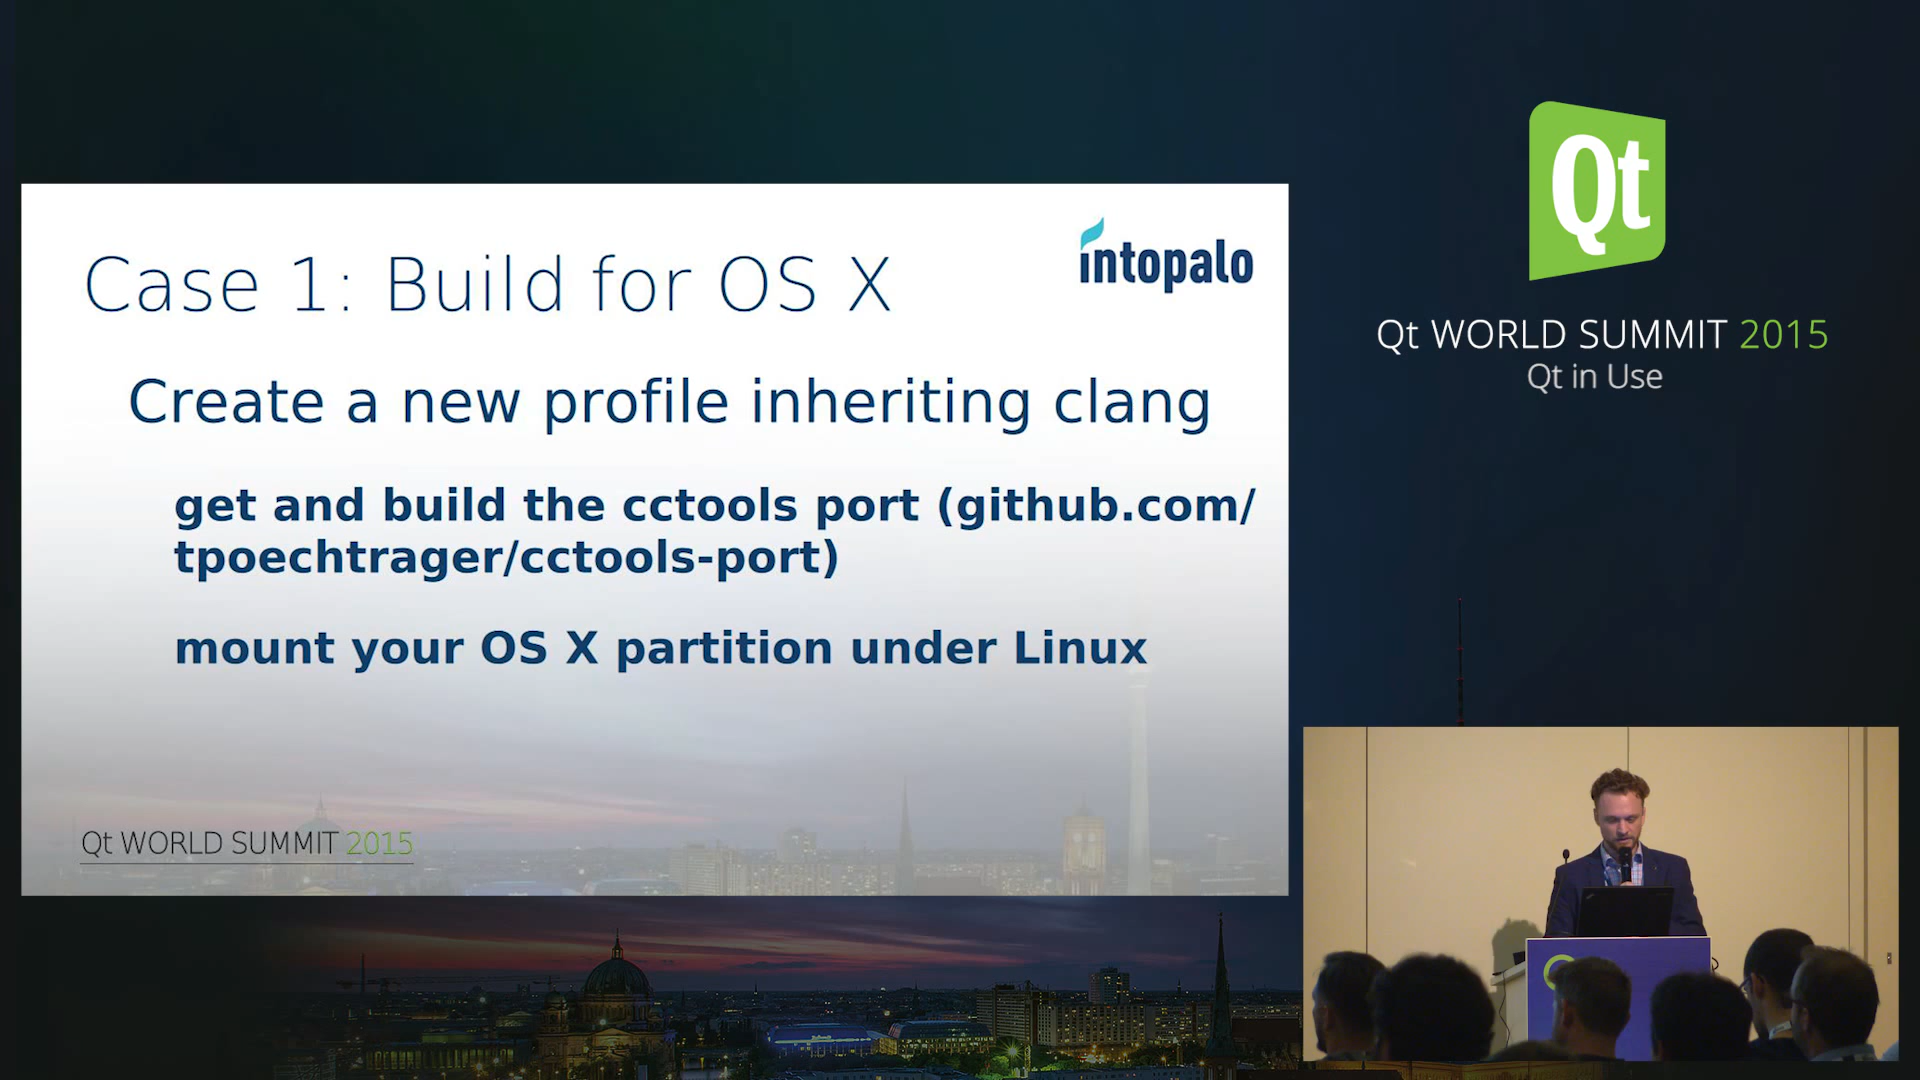 Case 1: Build for OS X
intopalo
Create a new profile inheriting clang
get and build the cctools port (github.com/
tpoechtrager/cctools-port)
mount your OS X partition under Linux
Qt WORLD SUMMIT 2015
Qt
Qt WORLD SUMMIT 2015
Qt in Use